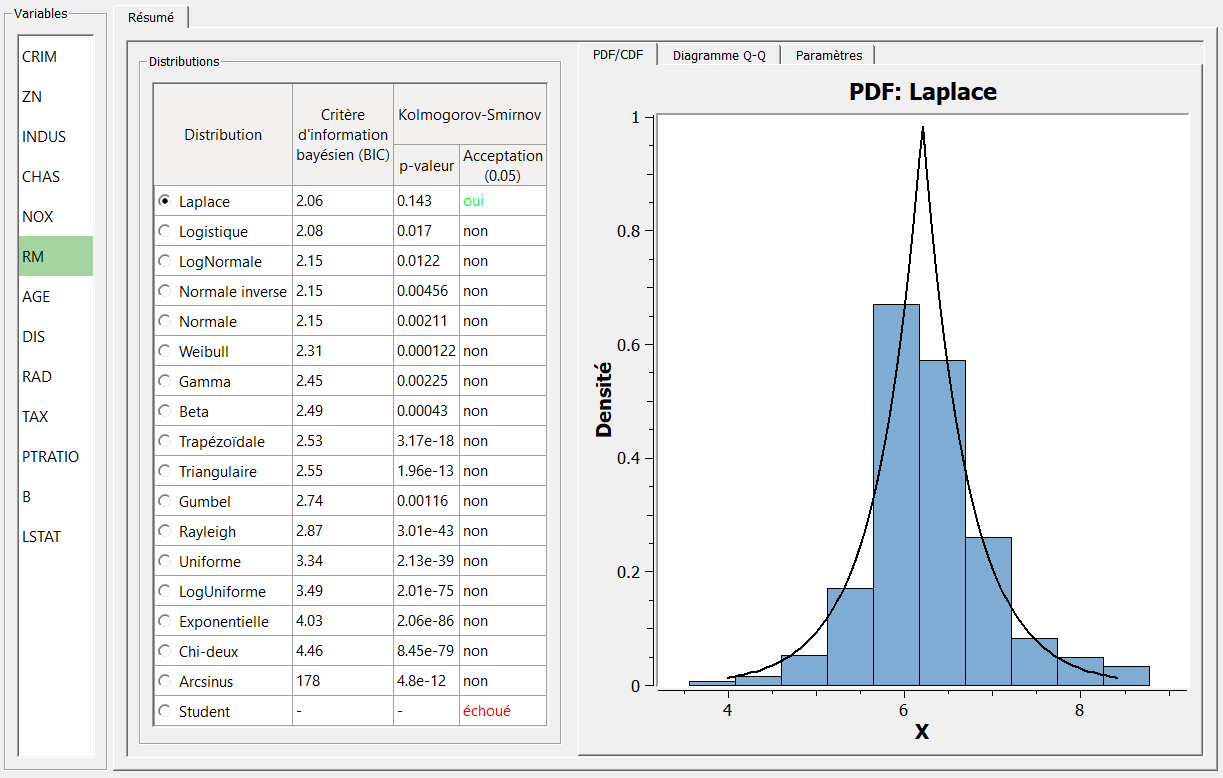 Variables
CRIM
ZN
INDUS
CHAS
NOX
RM
AGE
DIS
RAD
TAX
PTRATIO
B
LSTAT
Résumé
Distributions
Distribution
Critère
d'information
bayésien (BIC)
Kolmogorov-Smirnov
p-valeur
Acceptation
(0.05)
Laplace 2.06 0.143 oui
Logistique 2.08 0.017 non
LogNormale 2.15 0.0122 non
Normale inverse 2.15 0.00456 non
Normale 2.15 0.00211 non
Weibull 2.31 0.000122 non
Gamma 2.45 0.00225 non
Beta 2.49 0.00043 non
Trapézoïdale 2.53 3.17e-18 non
Triangulaire 2.55 1.96e-13 non
Gumbel 2.74 0.00116 non
Rayleigh 2.87 3.01e-43 non
Uniforme 3.34 2.13e-39 non
LogUniforme 3.49 2.01e-75 non
Exponentielle 4.03 2.06e-86 non
Chi-deux 4.46 8.45e-79 non
Arcsinus 178 4.8e-12 non
Student - - échoué
PDF/CDF Diagramme Q-Q Paramètres
PDF: Laplace
Densité
1
0.8
0.6
0.4
0.2
0
4 6 8
X